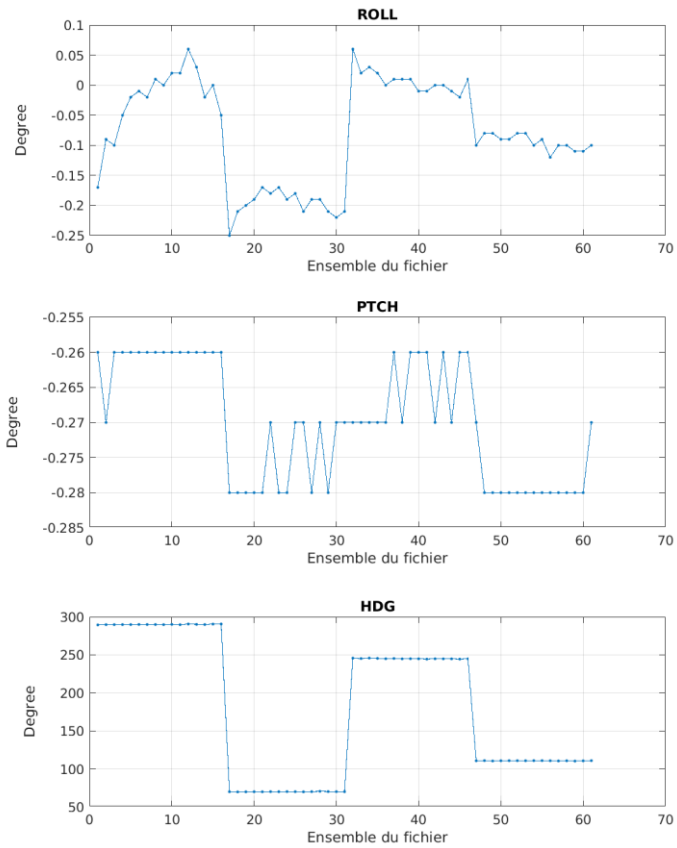 ROLL
0.1
0.05
0
-0.05
-0.1
-0.15
-0.2
-0.25
Degree
0 10 20 30 40 50 60 70
Ensemble du fichier
PTCH
-0.255
-0.26
-0.265
-0.27
-0.275
-0.28
-0.285
Degree
0 10 20 30 40 50 60 70
Ensemble du fichier
HDG
300
250
200
150
100
50
Degree
0 10 20 30 40 50 60 70
Ensemble du fichier